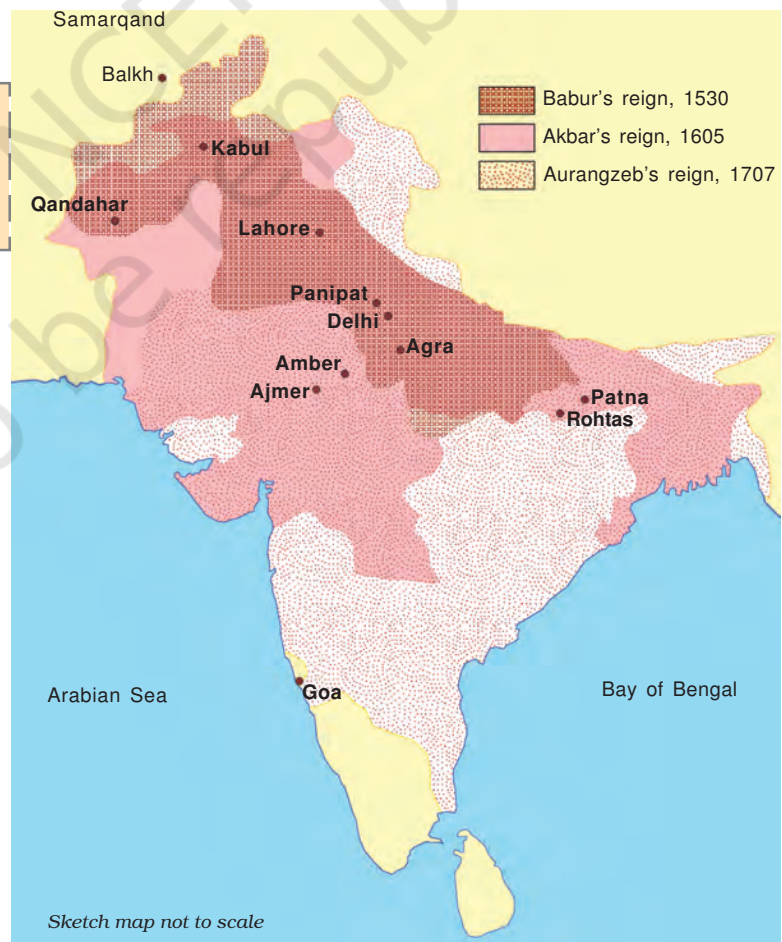 Samarqand
Balkh
Babur's reign, 1530
Akbar's reign, 1605
Aurangzeb's reign, 1707
Kabul
Qandahar
Lahore
Panipat
Delhi
Agra
Amber
Ajmer
Patna
Rohtas
Goa
Arabian Sea
Bay of Bengal
Sketch map not to scale